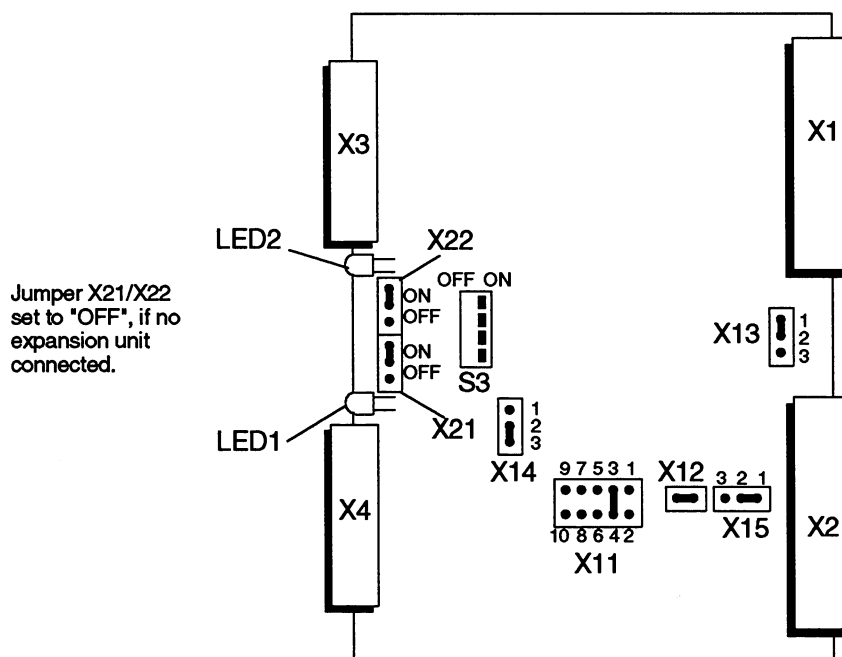 X3
X1
LED2
X22
OFF ON
Jumper X21/X22
set to "OFF", if no
expansion unit
connected.
ON
OFF
ON
OFF
S3
X13
1
2
3
LED1
X21
1
2
3
X14
X4
9 7 5 3 1
10 8 6 4 2
X11
X12
3 2 1
X15
X2